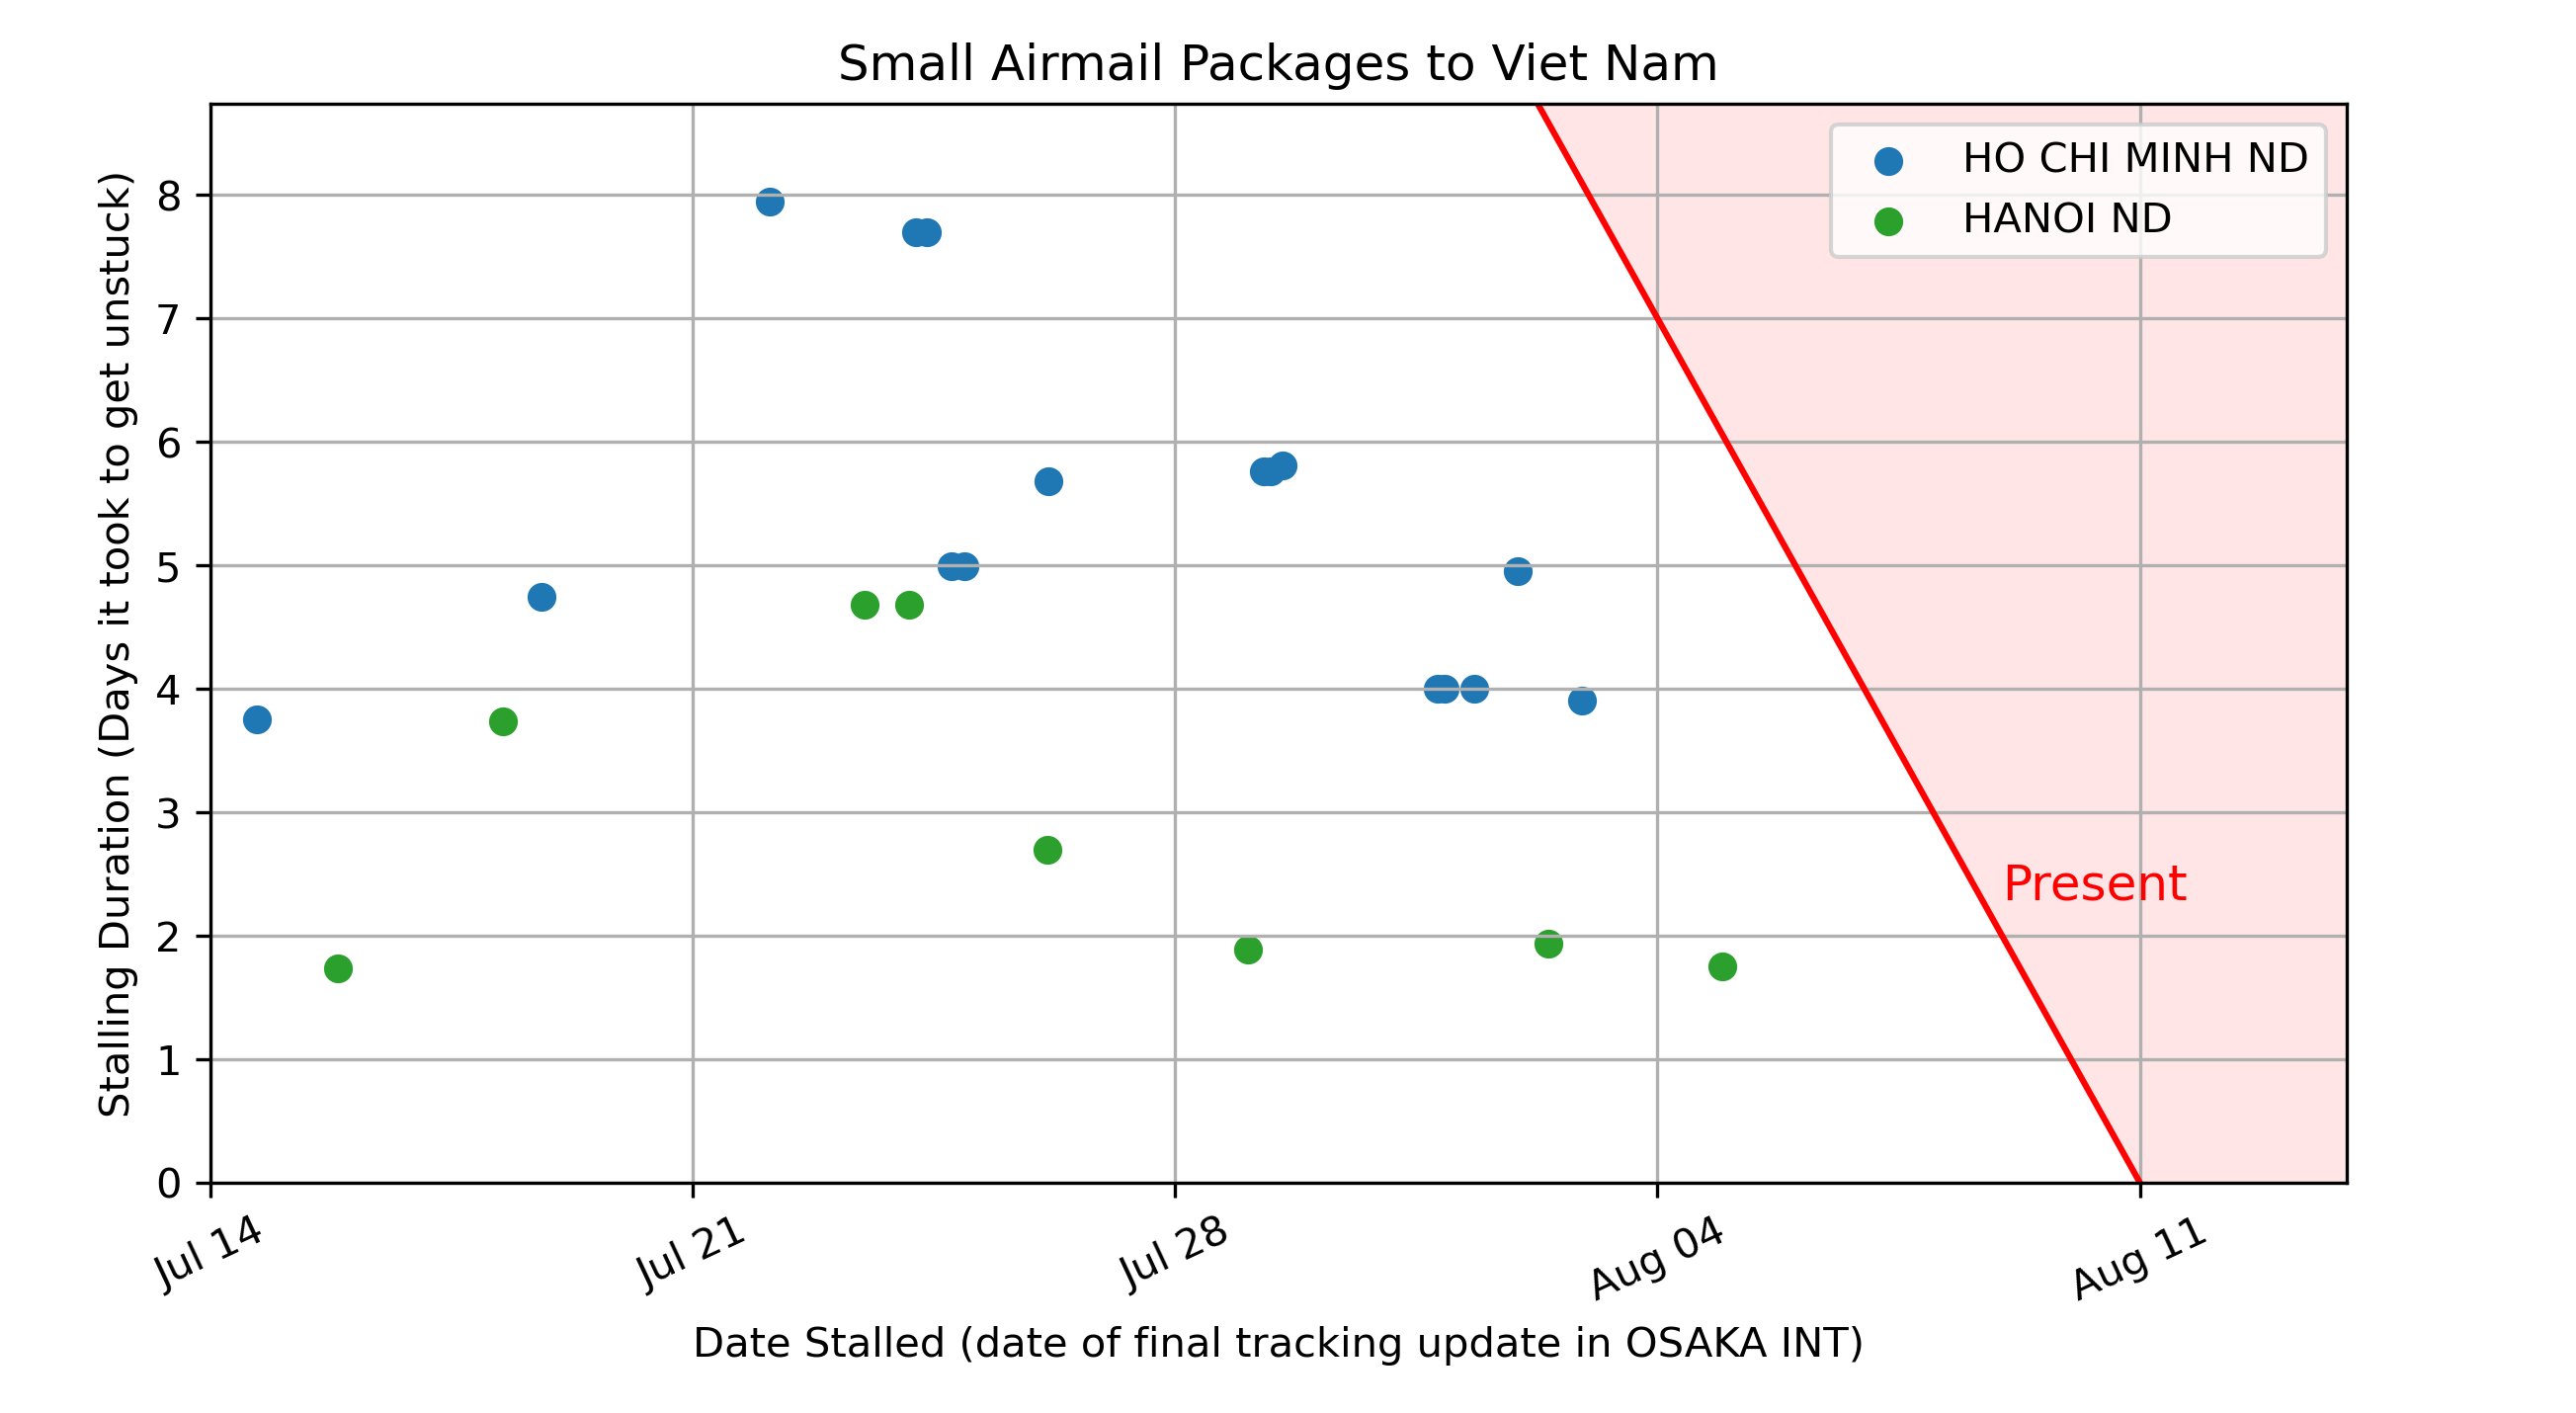 Small Airmail Packages to Viet Nam
HO CHI MINH ND
HANOI ND
Present
Stalling Duration (Days it took to get unstuck)
8
7
6
5
4
3
2
1
0
Jul 14
Jul 21
Jul 28
Aug 04
Aug 11
Date Stalled (date of final tracking update in OSAKA INT)